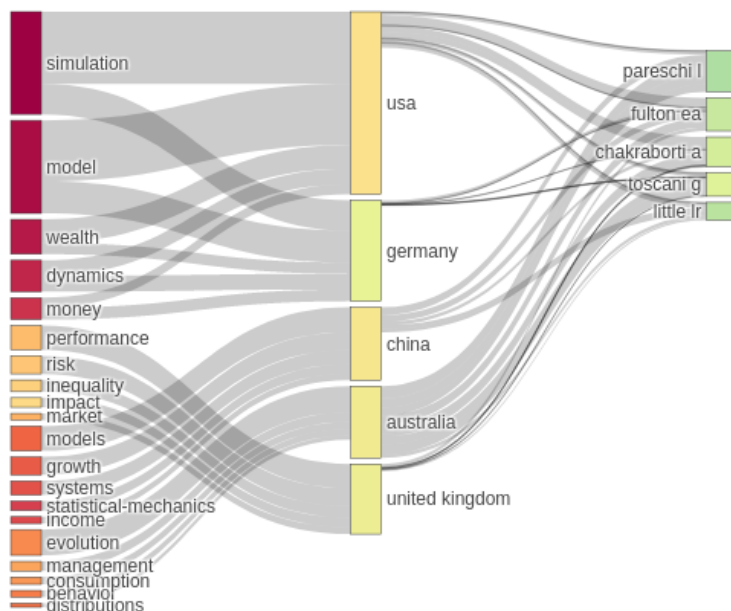 simulation
model
wealth
dynamics
money
performance
risk
inequality
impact
market
models
growth
systems
statistical-mechanics
income
evolution
management
consumption
behavior
distributions
usa
germany
china
australia
united kingdom
pareschi l
fulton ea
chakraborti a
toscani g
little lr